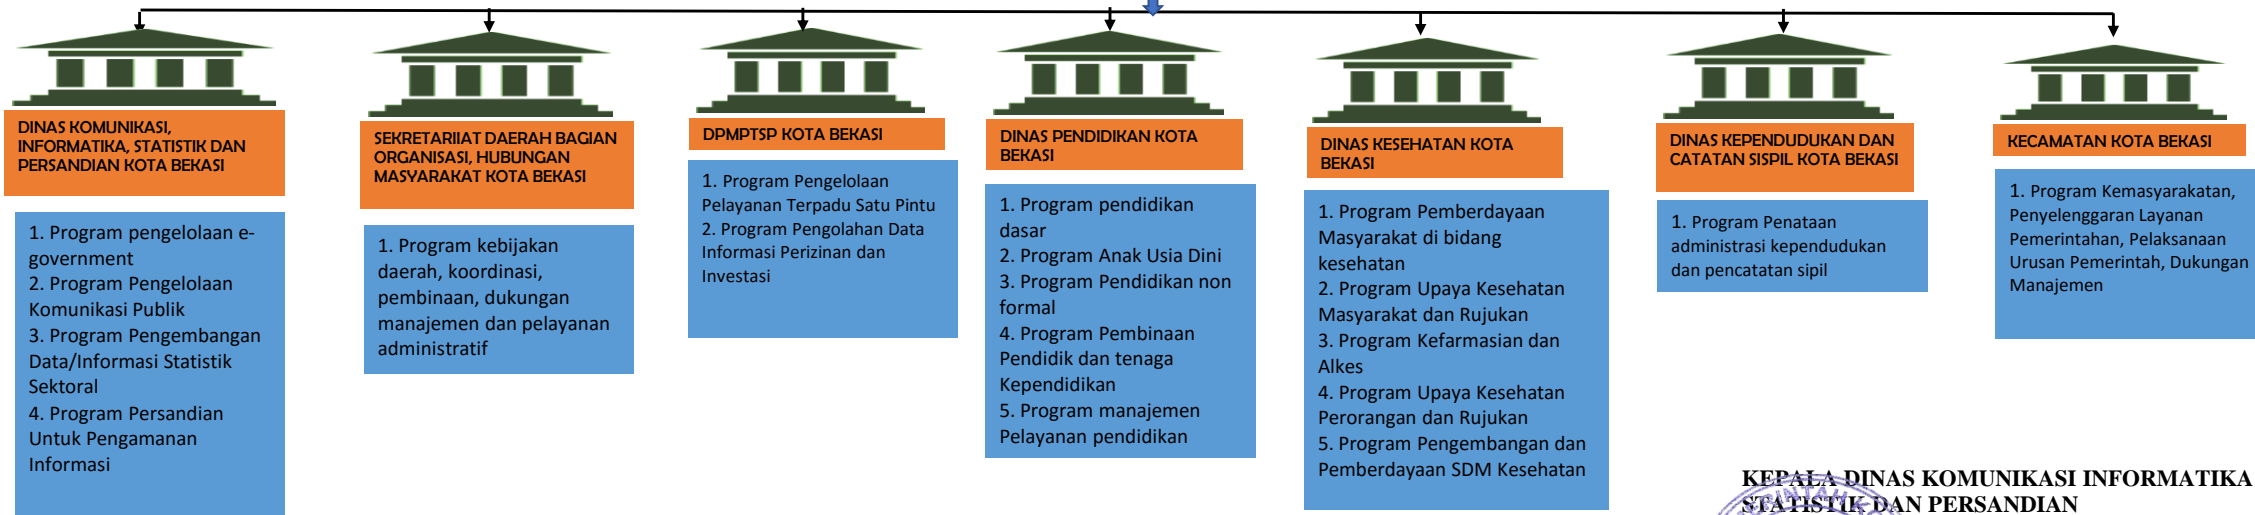 DINAS KOMUNIKASI,
INFORMATIKA, STATISTIK DAN
PERSANDIAN KOTA BEKASI
1. Program pengelolaan e-
government
2. Program Pengelolaan
Komunikasi Publik
3. Program Pengembangan
Data/Informasi Statistik
Sektoral
4. Program Persandian
Untuk Pengamanan
Informasi
SEKRETARIIAT DAERAH BAGIAN
ORGANISASI, HUBUNGAN
MASYARAKAT KOTA BEKASI
1. Program kebijakan
daerah, koordinasi,
pembinaan, dukungan
manajemen dan pelayanan
administratif
DPMPTSP KOTA BEKASI
1. Program Pengelolaan
Pelayanan Terpadu Satu Pintu
2. Program Pengolahan Data
Informasi Perizinan dan
Investasi
DINAS PENDIDIKAN KOTA
BEKASI
1. Program pendidikan
dasar
2. Program Anak Usia Dini
3. Program Pendidikan non
formal
4. Program Pembinaan
Pendidik dan tenaga
Kependidikan
5. Program manajemen
Pelayanan pendidikan
DINAS KESEHATAN KOTA
BEKASI
1. Program Pemberdayaan
Masyarakat di bidang
kesehatan
2. Program Upaya Kesehatan
Masyarakat dan Rujukan
3. Program Kefarmasian dan
Alkes
4. Program Upaya Kesehatan
Perorangan dan Rujukan
5. Program Pengembangan dan
Pemberdayaan SDM Kesehatan
DINAS KEPENDUDUKAN DAN
CATATAN SISPIL KOTA BEKASI
1. Program Penataan
administrasi kependudukan
dan pencatatan sipil
KECAMATAN KOTA BEKASI
1. Program Kemasyarakatan,
Penyelenggaran Layanan
Pemerintahan, Pelaksanaan
Urusan Pemerintah, Dukungan
Manajemen
KEPALA DINAS KOMUNIKASI INFORMATIKA
STATISTIK DAN PERSANDIAN